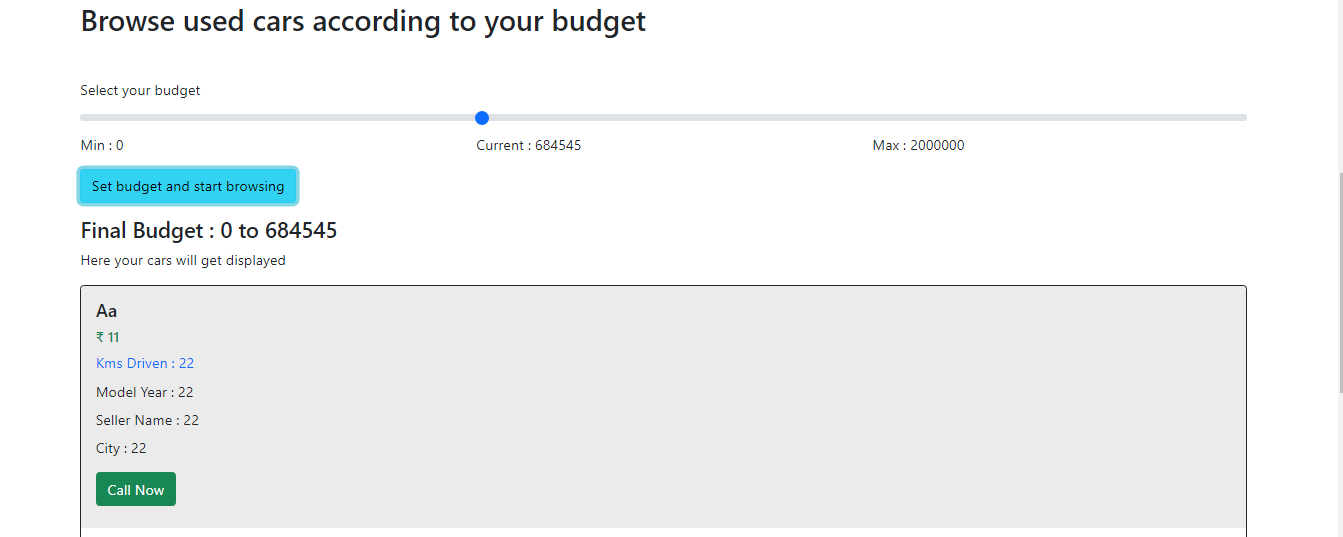 Browse used cars according to your budget
Select your budget
Min : 0 Current : 684545 Max : 2000000
Set budget and start browsing
Final Budget : 0 to 684545
Here your cars will get displayed
Aa
₹ 11
Kms Driven : 22
Model Year : 22
Seller Name : 22
City : 22
Call Now